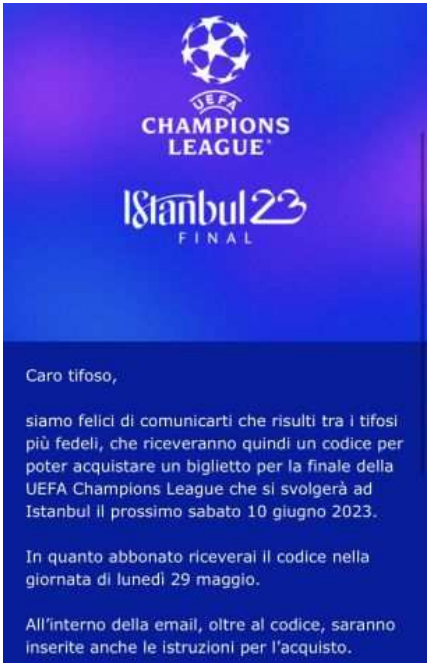 UEFA
CHAMPIONS
LEAGUE®
Istanbul 23
FINAL
Caro tifoso,
siamo felici di comunicarti che risulti tra i tifosi
più fedeli, che riceveranno quindi un codice per
poter acquistare un biglietto per la finale della
UEFA Champions League che si svolgerà ad
Istanbul il prossimo sabato 10 giugno 2023.
In quanto abbonato riceverai il codice nella
giornata di lunedì 29 maggio.
All’interno della email, oltre al codice, saranno
inserite anche le istruzioni per l’acquisto.